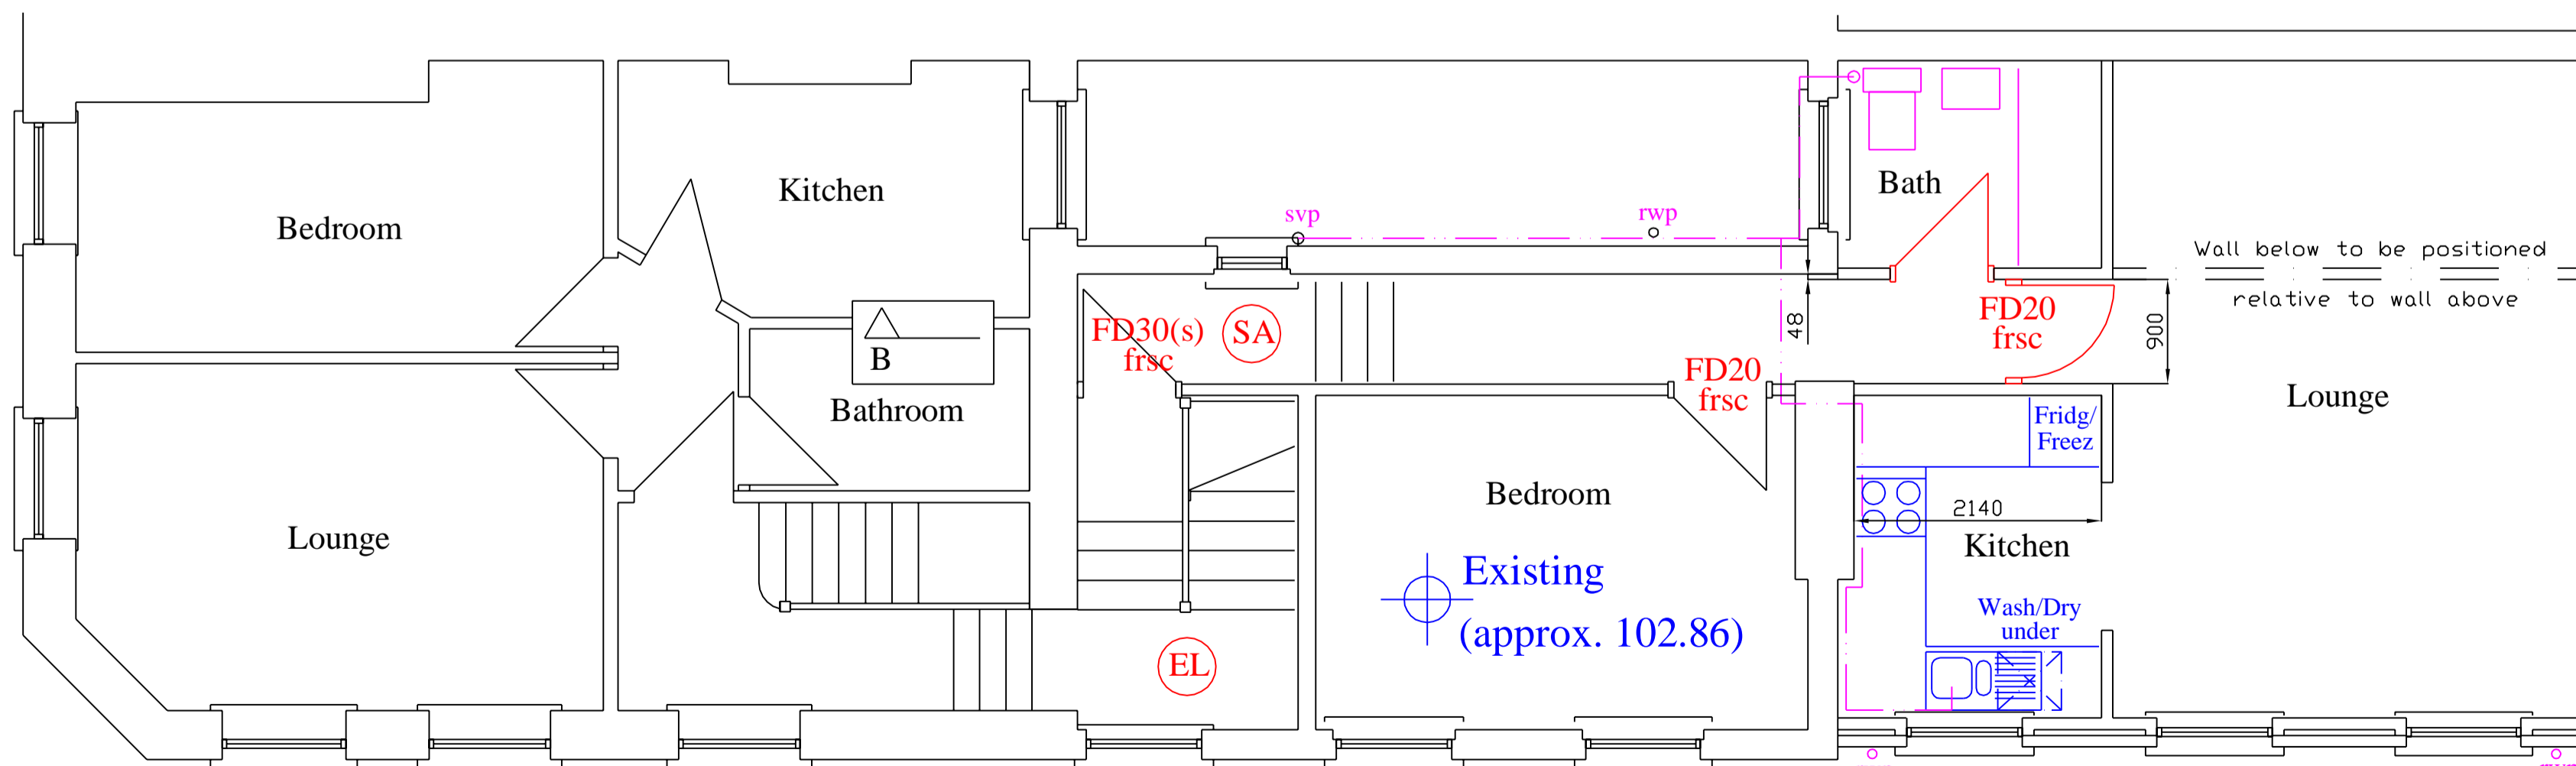 Bedroom
Kitchen
svp
rwp
Bath
Wall below to be positioned
relative to wall above
FD30(s)
frsc
SA
48
FD20
frsc
900
B
Bathroom
FD20
frsc
Lounge
Fridg/
Freez
Bedroom
2140
Kitchen
Lounge
Existing
(approx. 102.86)
Wash/Dry
under
EL